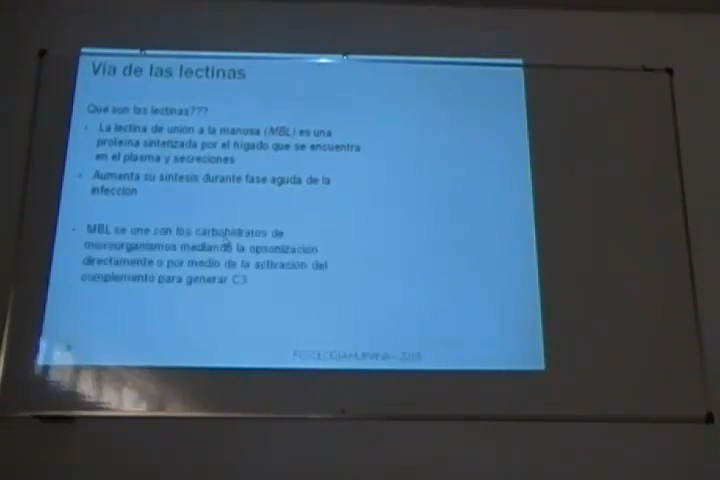 Vía de las lectinas
Que son las lectinas???
La lectina de unión a la manosa (MBL) es una
proteína sintetizada por el hígado que se encuentra
en el plasma y secreciones
Aumenta su síntesis durante fase aguda de la
infección
MBL se une con los carbohidratos de
microorganismos mediando la opsonización
directamente o por medio de la activación del
complemento para generar C3
FISIOLOGIA HUMANA –